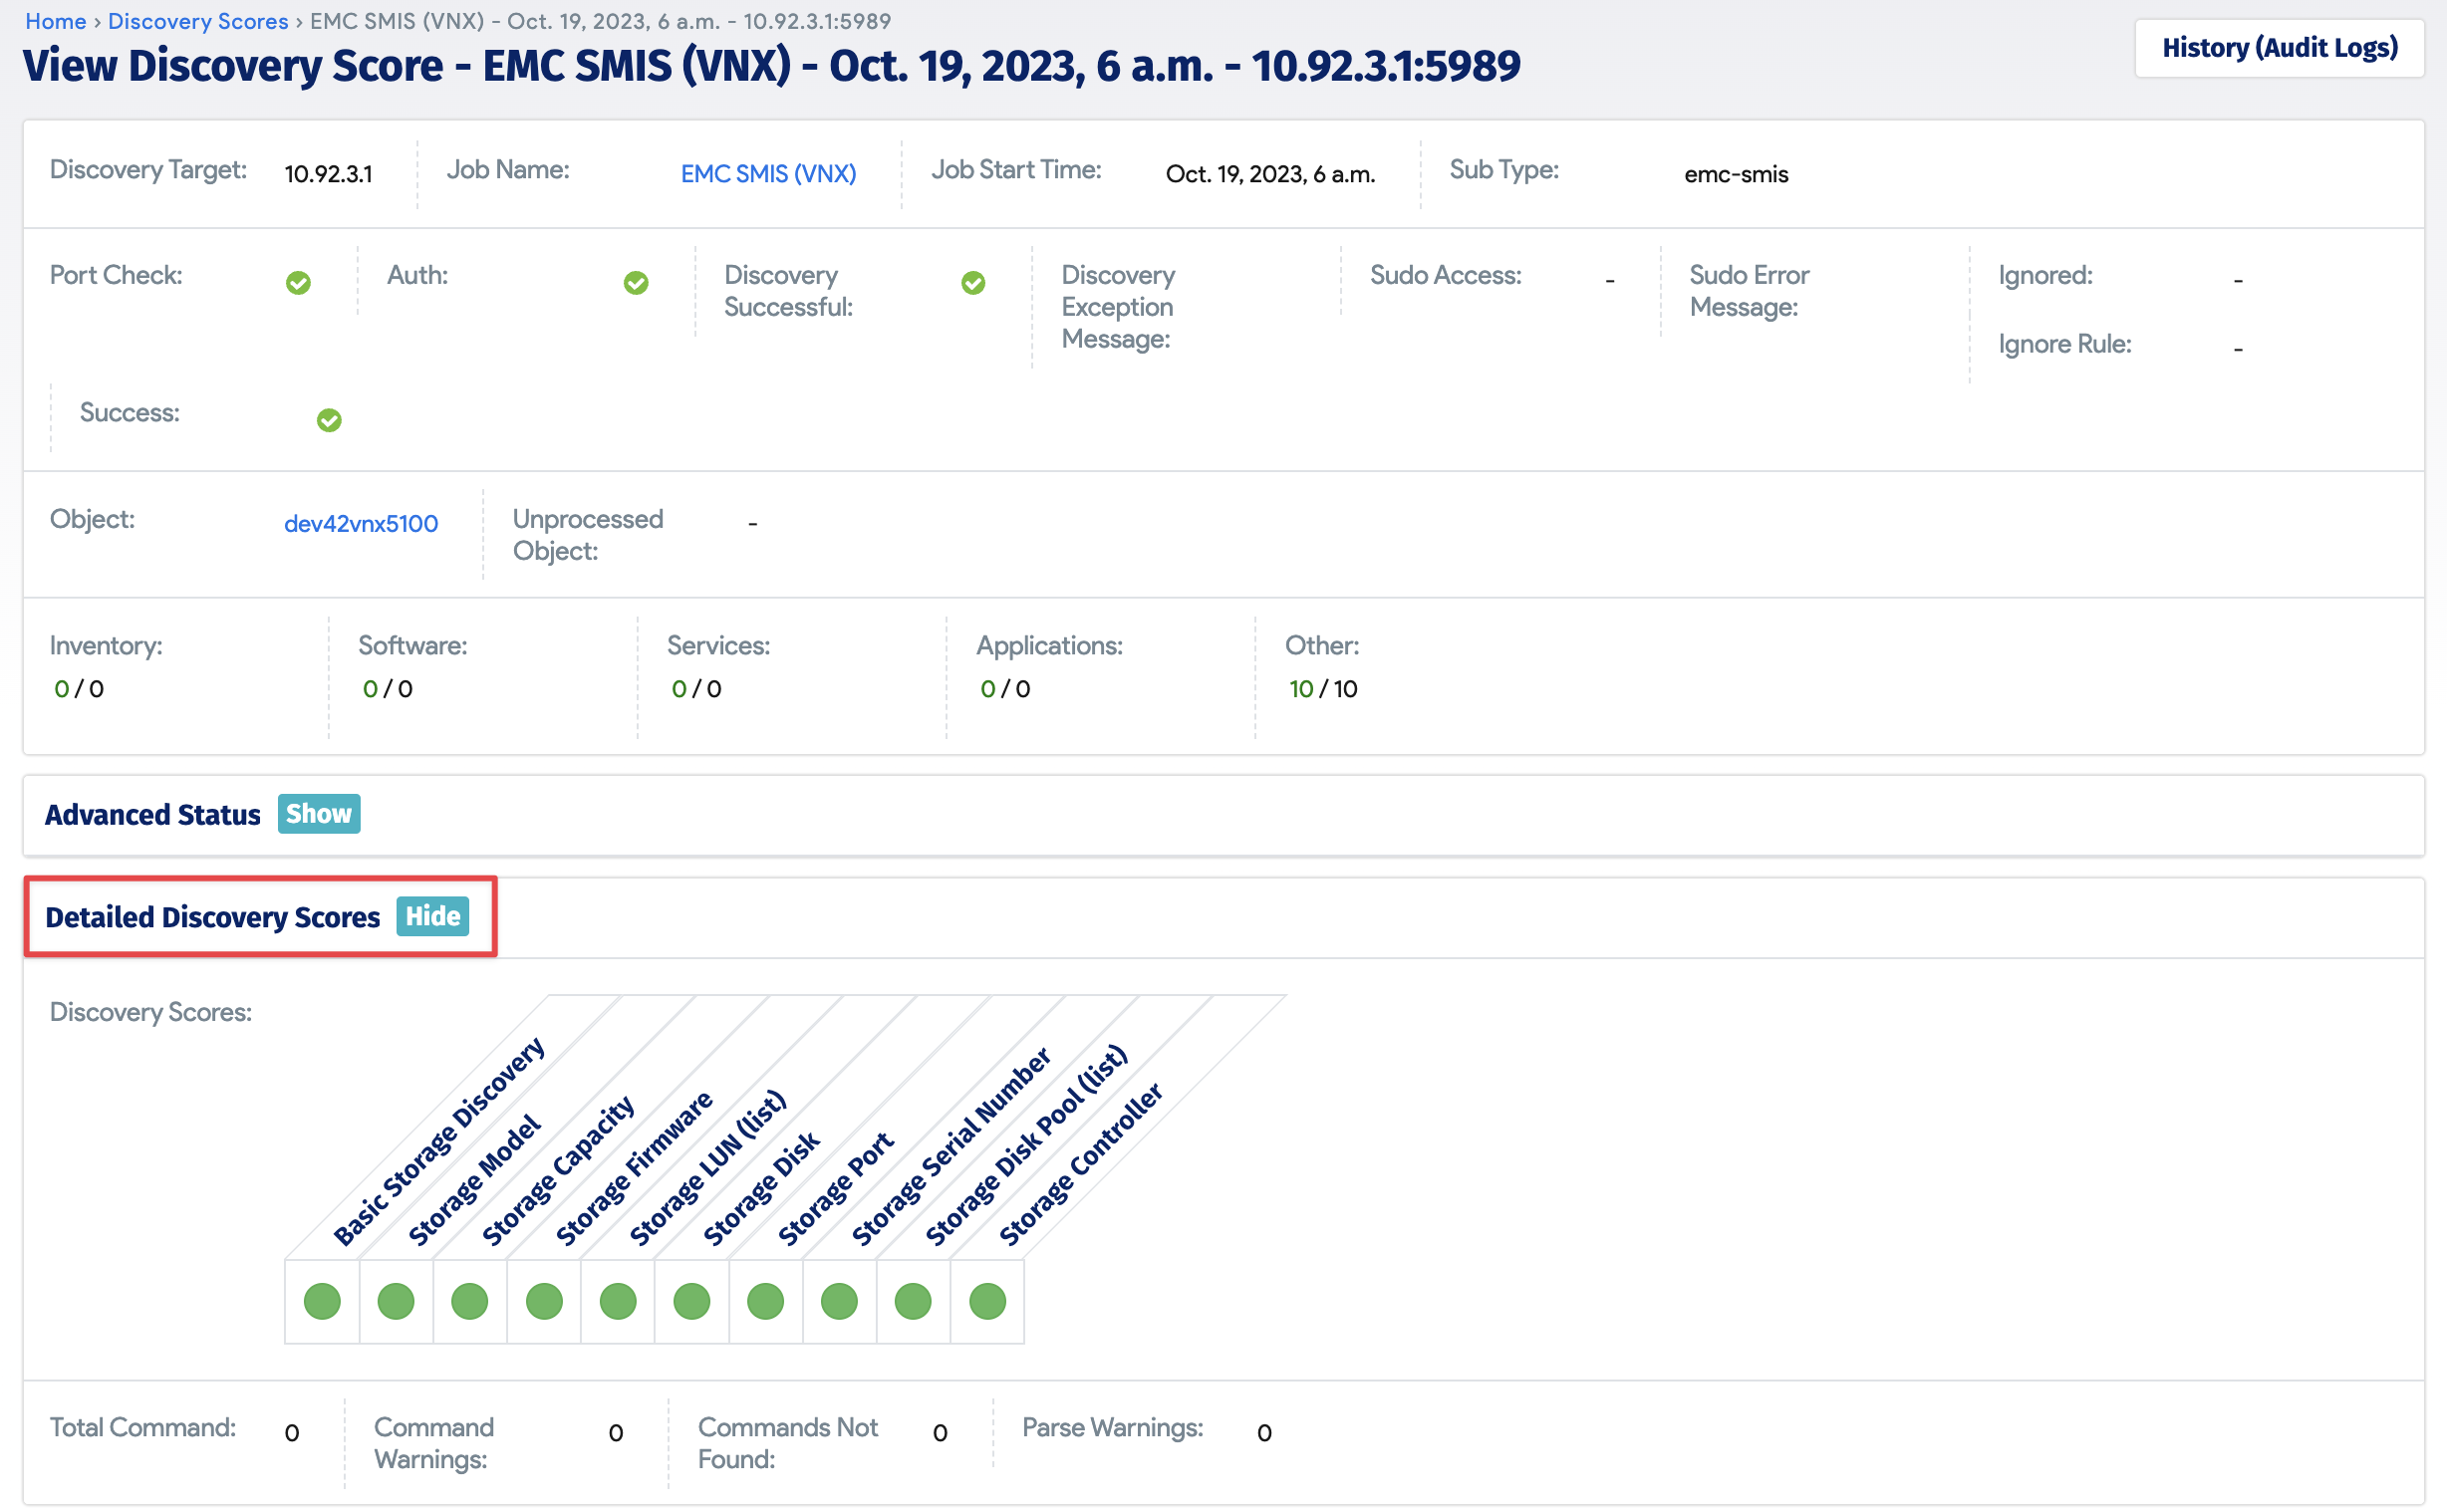 Home › Discovery Scores › EMC SMIS (VNX) - Oct. 19, 2023, 6 a.m. - 10.92.3.1:5989
View Discovery Score - EMC SMIS (VNX) - Oct. 19, 2023, 6 a.m. - 10.92.3.1:5989
History (Audit Logs)
Discovery Target: 10.92.3.1 Job Name: EMC SMIS (VNX) Job Start Time: Oct. 19, 2023, 6 a.m. Sub Type: emc-smis
Port Check: Auth: Discovery Successful: Discovery Exception Message: Sudo Access: - Sudo Error Message: Ignored: -
Ignore Rule: -
Success:
Object: dev42vnx5100 Unprocessed Object: -
Inventory: Software: Services: Applications: Other:
0 / 0 0 / 0 0 / 0 0 / 0 10 / 10
Advanced Status Show
Detailed Discovery Scores Hide
Discovery Scores:
Basic Storage Discovery
Storage Model
Storage Capacity
Storage Firmware
Storage LUN (list)
Storage Disk
Storage Port
Storage Serial Number
Storage Disk Pool (list)
Storage Controller
Total Command: 0 Command Warnings: 0 Commands Not Found: 0 Parse Warnings: 0